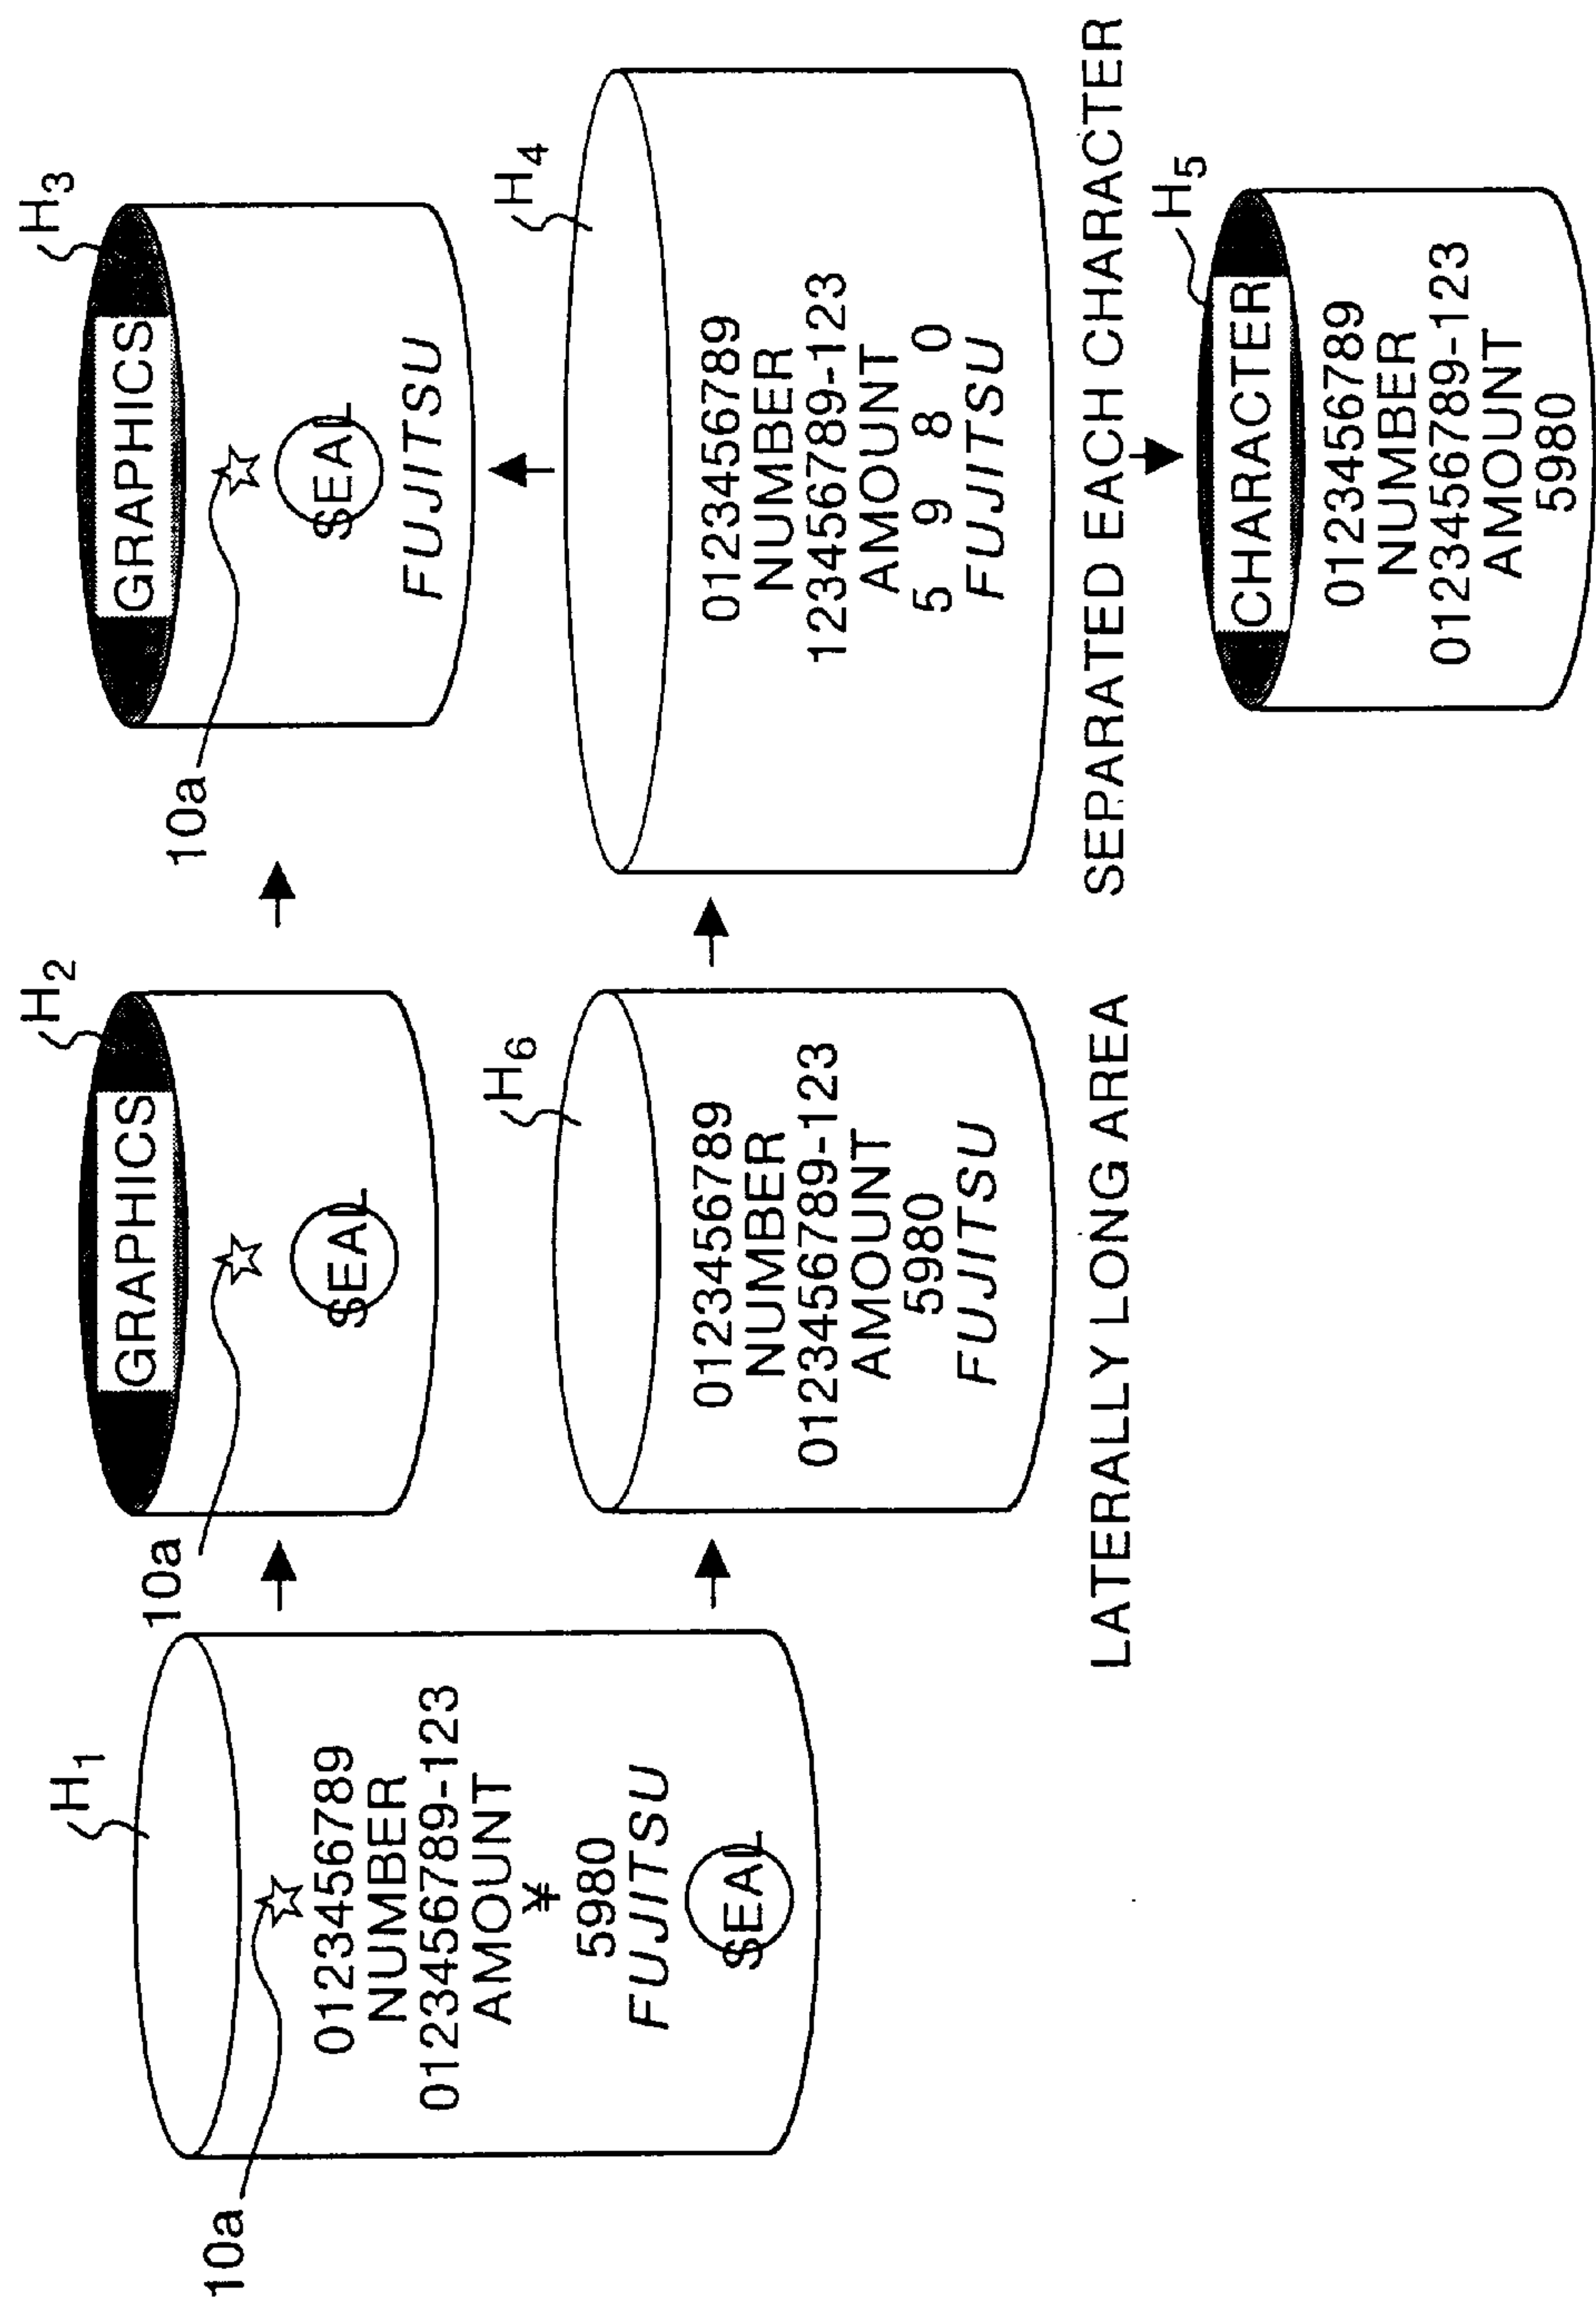 H1
10a
0123456789
NUMBER
0123456789-123
AMOUNT
¥
5980
FUJITSU
SEAL
H2
GRAPHICS
10a
SEAL
H6
0123456789
NUMBER
0123456789-123
AMOUNT
5980
FUJITSU
LATERALLY LONG AREA
H3
GRAPHICS
10a
SEAL
FUJITSU
H4
0123456789
NUMBER
123456789-123
AMOUNT
5 9 8 0
FUJITSU
SEPARATED EACH CHARACTER
H5
CHARACTER
0123456789
NUMBER
0123456789-123
AMOUNT
5980